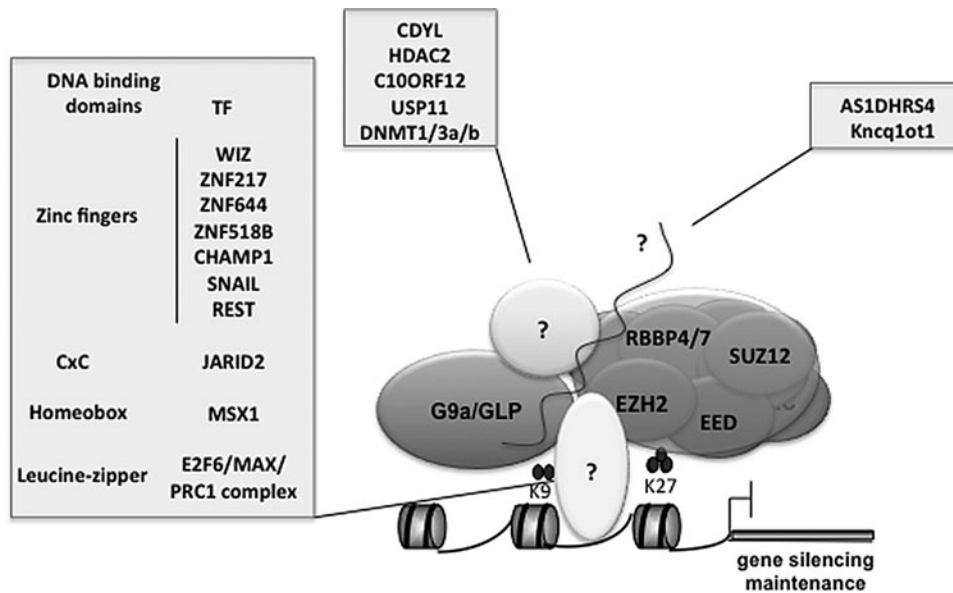 CDYL
HDAC2
C10ORF12
USP11
DNMT1/3a/b
AS1DHRS4
Kncq1ot1
DNA binding
domains
TF
Zinc fingers
WIZ
ZNF217
ZNF644
ZNF518B
CHAMP1
SNAIL
REST
CxC
JARID2
Homeobox
MSX1
Leucine-zipper
E2F6/MAX/
PRC1 complex
?
?
RBBP4/7
SUZ12
G9a/GLP
EZH2
EED
?
K9
K27
gene silencing
maintenance